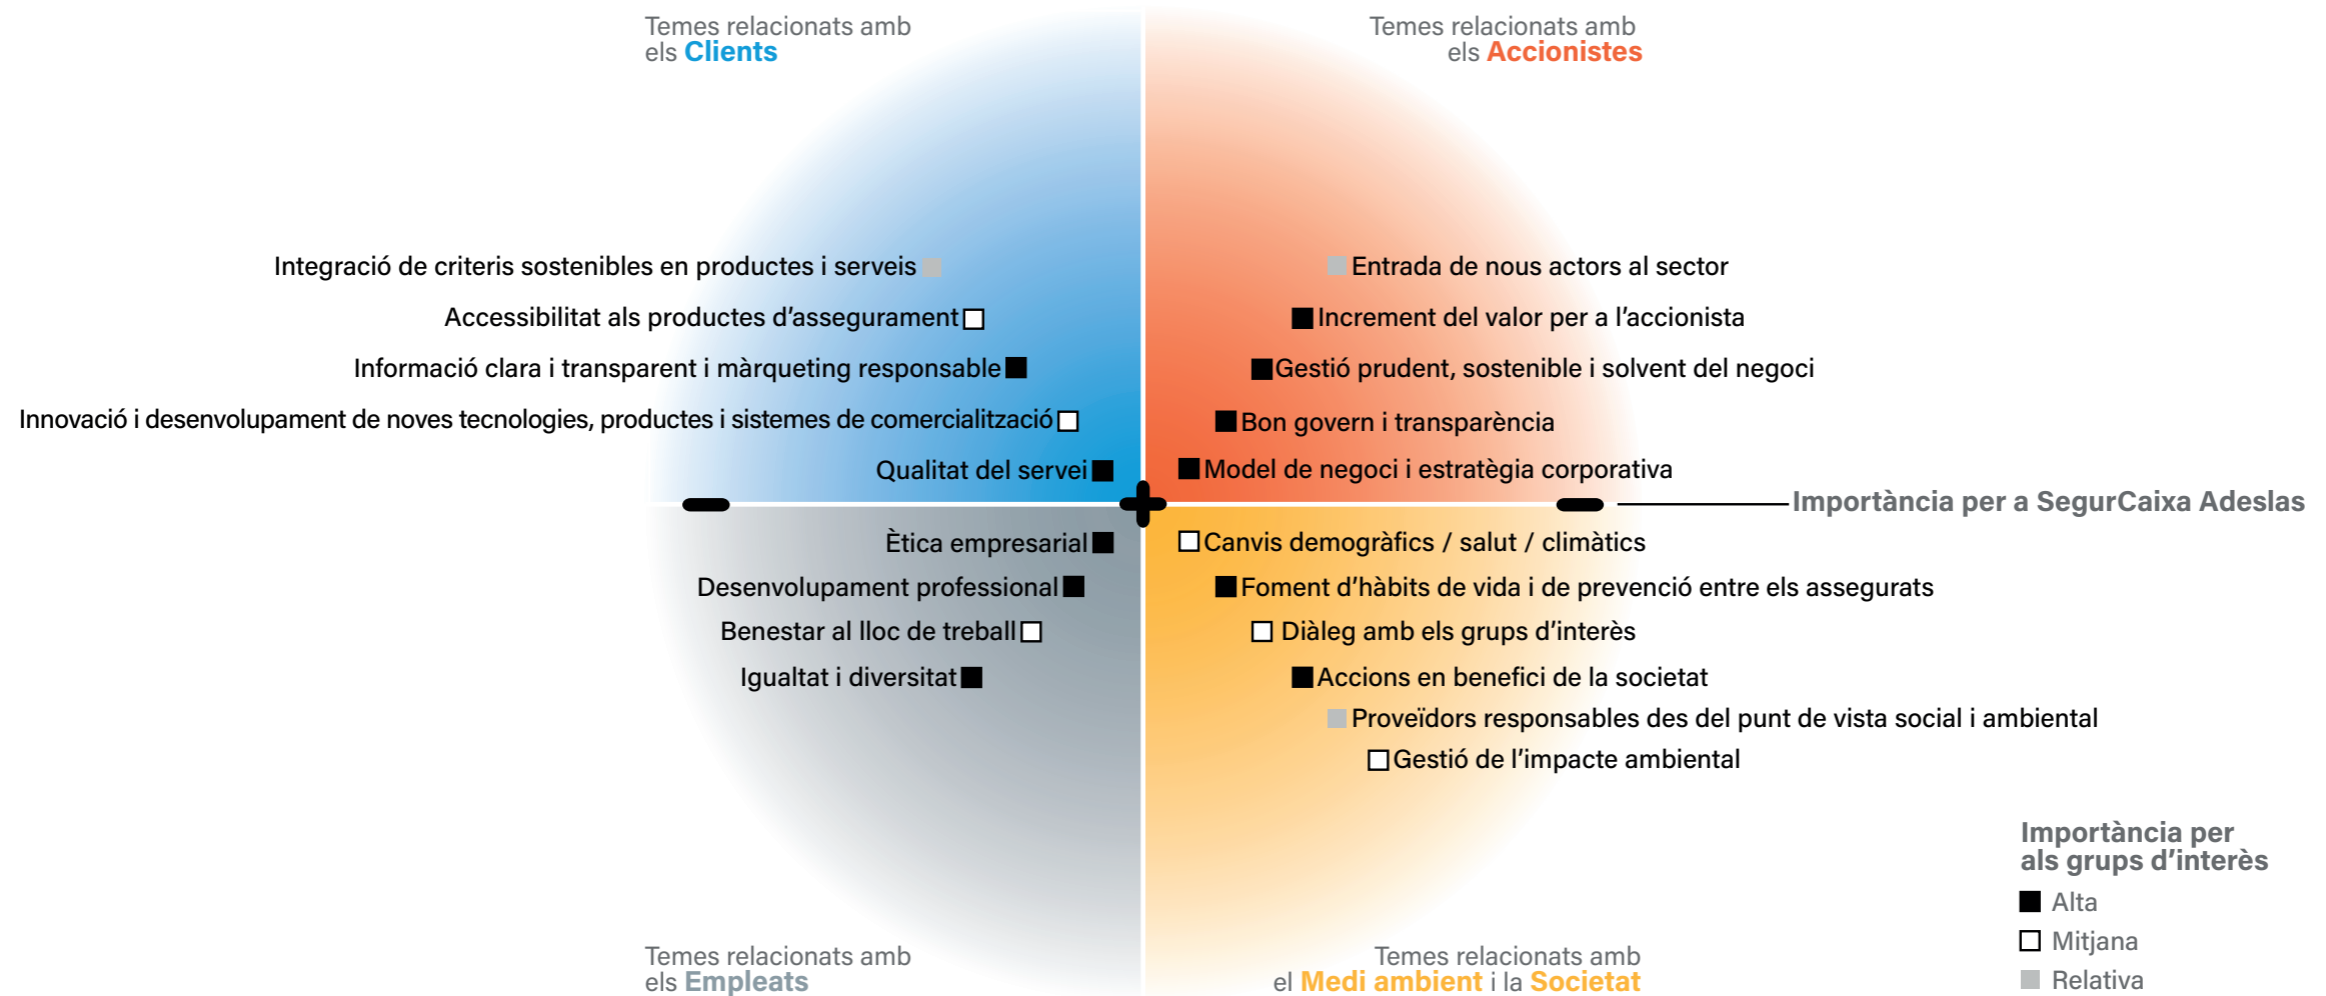 Temes relacionats amb
els Clients
Temes relacionats amb
els Accionistes
Integració de criteris sostenibles en productes i serveis
Accessibilitat als productes d’assegurament
Informació clara i transparent i màrqueting responsable
Innovació i desenvolupament de noves tecnologies, productes i sistemes de comercialització
Qualitat del servei
Entrada de nous actors al sector
Increment del valor per a l’accionista
Gestió prudent, sostenible i solvent del negoci
Bon govern i transparència
Model de negoci i estratègia corporativa
Importància per a SegurCaixa Adeslas
Ètica empresarial
Desenvolupament professional
Benestar al lloc de treball
Igualtat i diversitat
Canvis demogràfics / salut / climàtics
Foment d’hàbits de vida i de prevenció entre els assegurats
Diàleg amb els grups d’interès
Accions en benefici de la societat
Proveïdors responsables des del punt de vista social i ambiental
Gestió de l’impacte ambiental
Temes relacionats amb
els Empleats
Temes relacionats amb
el Medi ambient i la Societat
Importància per
als grups d’interès
Alta
Mitjana
Relativa